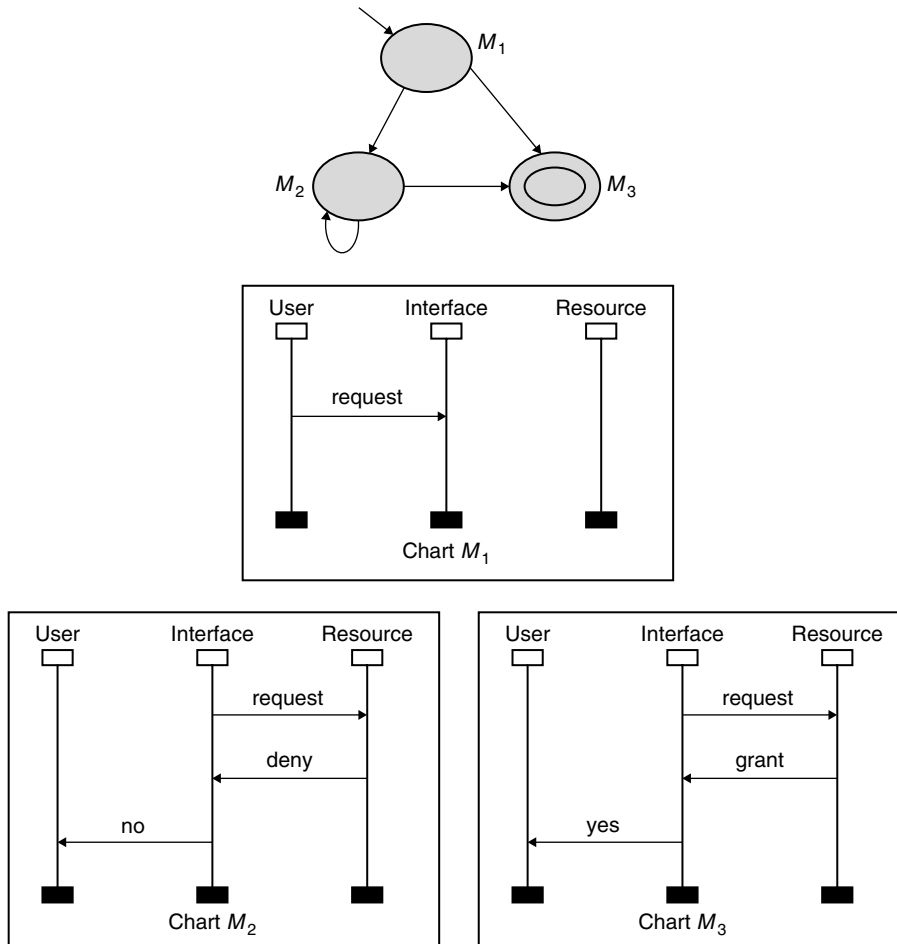 M1
M2
M3
User Interface Resource
request
Chart M1
User Interface Resource
request
deny
no
Chart M2
User Interface Resource
request
grant
yes
Chart M3